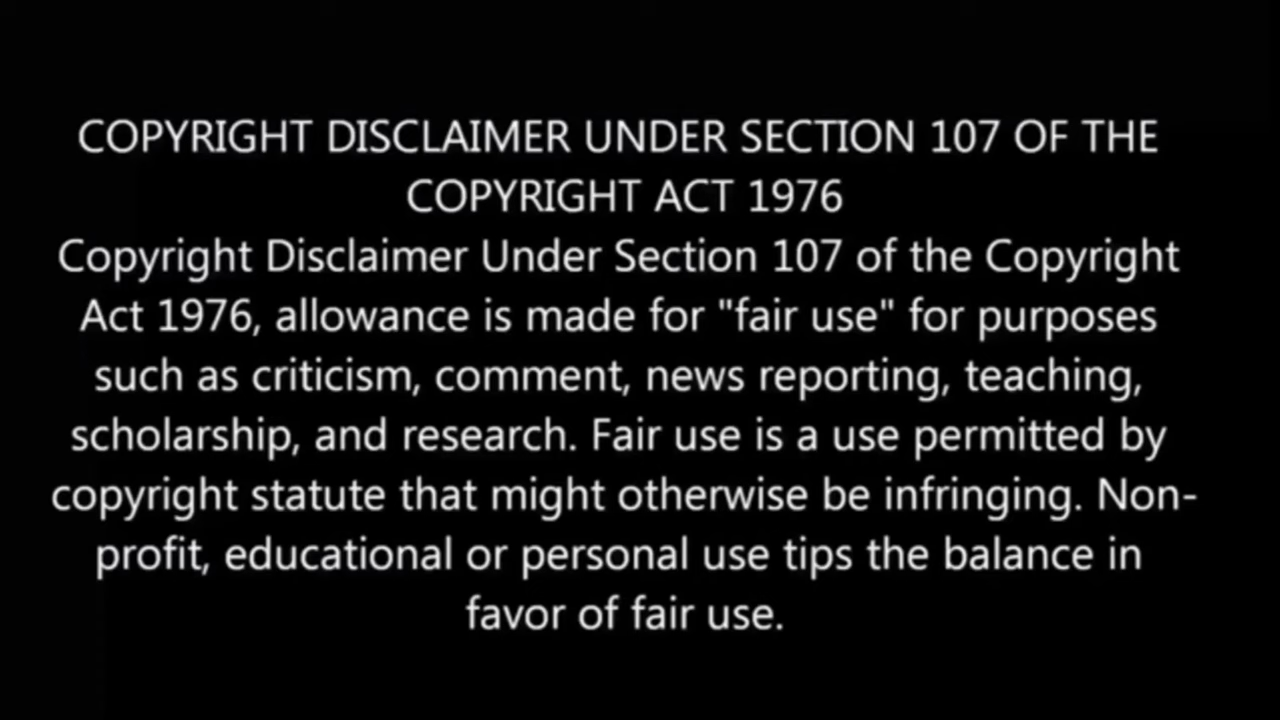 COPYRIGHT DISCLAIMER UNDER SECTION 107 OF THE
COPYRIGHT ACT 1976
Copyright Disclaimer Under Section 107 of the Copyright
Act 1976, allowance is made for "fair use" for purposes
such as criticism, comment, news reporting, teaching,
scholarship, and research. Fair use is a use permitted by
copyright statute that might otherwise be infringing. Non-
profit, educational or personal use tips the balance in
favor of fair use.